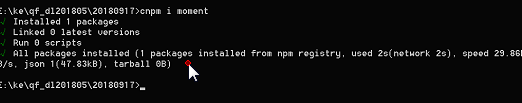 E:\ke\qf_d1201805\20180917>cnpm i moment
√ Installed 1 packages
√ Linked 0 latest versions
√ Run 0 scripts
√ All packages installed (1 packages installed from npm registry, used 2s(network 2s), speed 29.86k
B/s, json 1(47.83kB), tarball 0B)
E:\ke\qf_d1201805\20180917>_